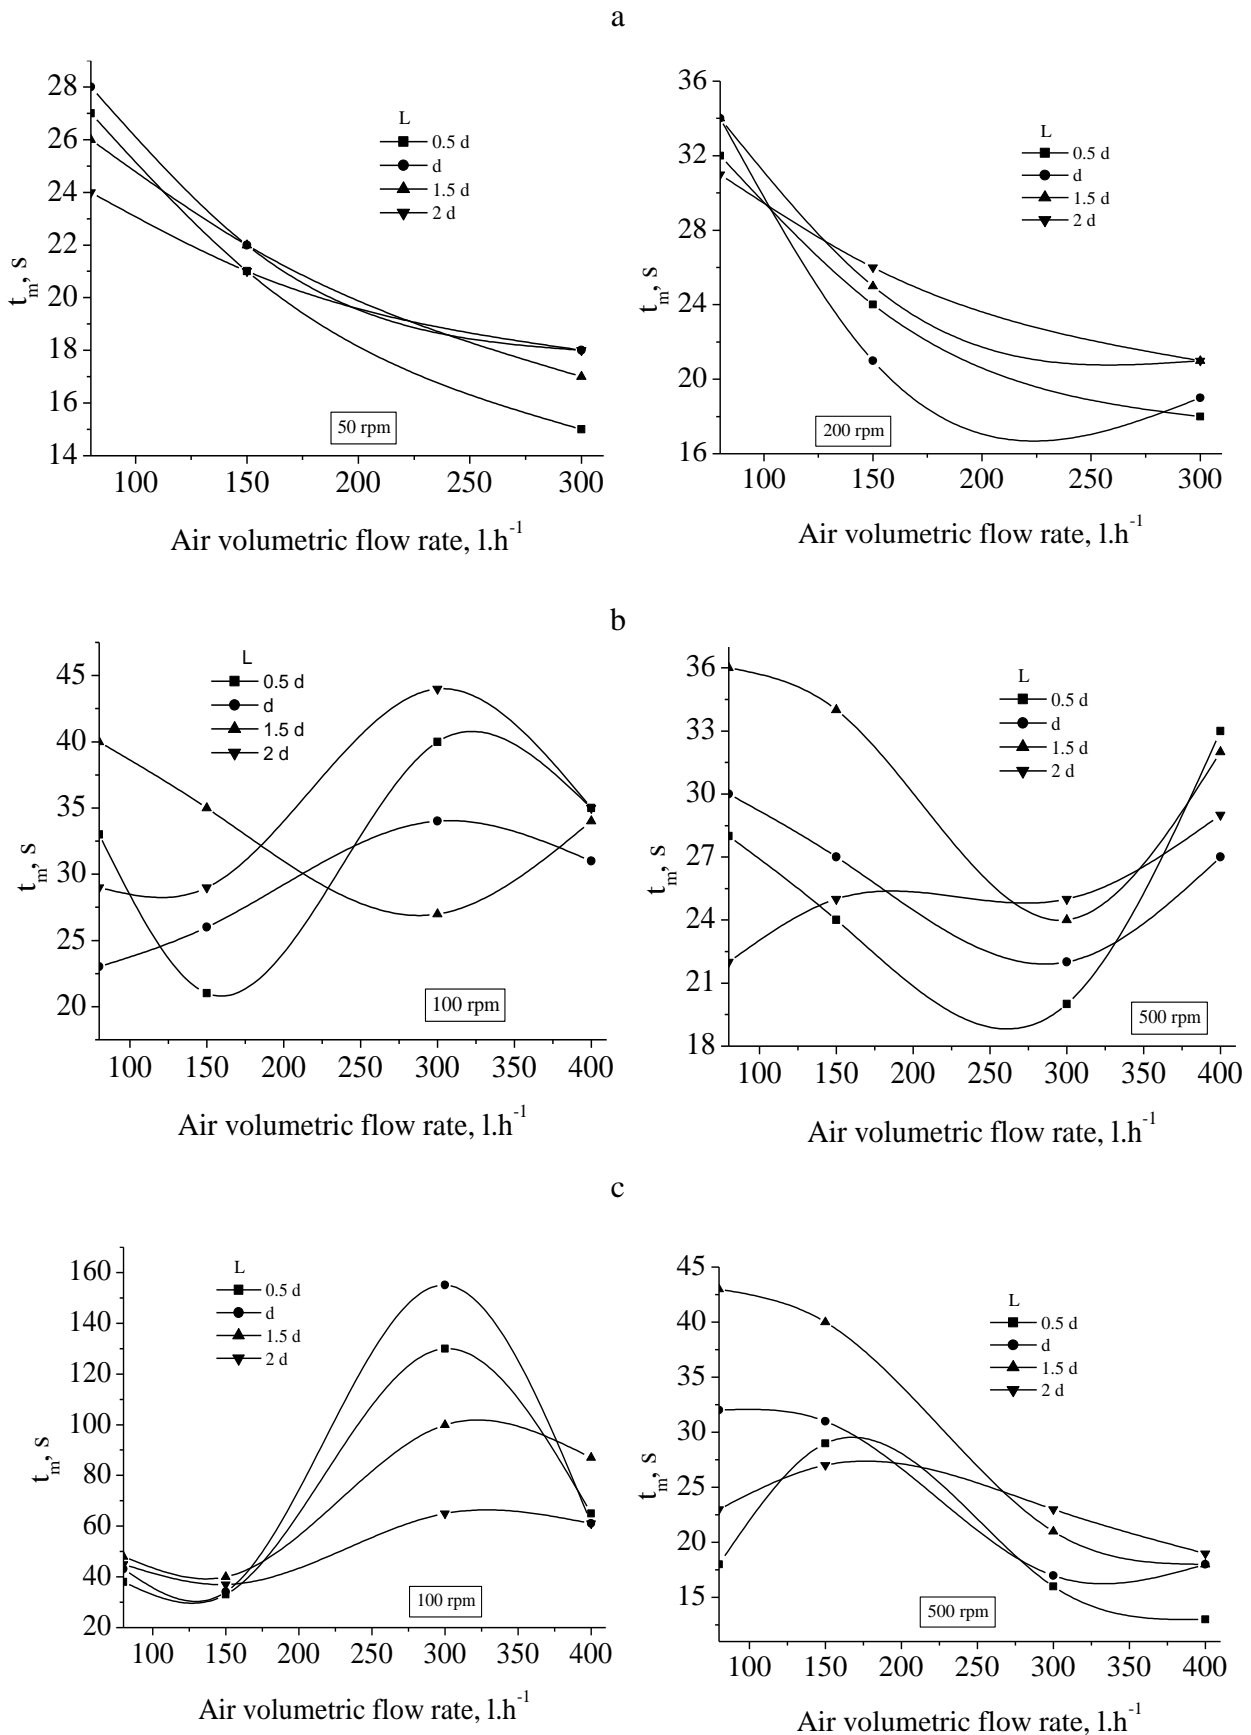 a
28
26
24
22
20
18
16
14
t_m, s
L
0.5 d
d
1.5 d
2 d
50 rpm
100 150 200 250 300
Air volumetric flow rate, l.h^-1
36
32
28
24
20
16
t_m, s
L
0.5 d
d
1.5 d
2 d
200 rpm
100 150 200 250 300
Air volumetric flow rate, l.h^-1
b
45
40
35
30
25
20
t_m, s
L
0.5 d
d
1.5 d
2 d
100 rpm
100 150 200 250 300 350 400
Air volumetric flow rate, l.h^-1
36
33
30
27
24
21
18
t_m, s
L
0.5 d
d
1.5 d
2 d
500 rpm
100 150 200 250 300 350 400
Air volumetric flow rate, l.h^-1
c
160
140
120
100
80
60
40
20
t_m, s
L
0.5 d
d
1.5 d
2 d
100 rpm
100 150 200 250 300 350 400
Air volumetric flow rate, l.h^-1
45
40
35
30
25
20
15
t_m, s
L
0.5 d
d
1.5 d
2 d
500 rpm
100 150 200 250 300 350 400
Air volumetric flow rate, l.h^-1